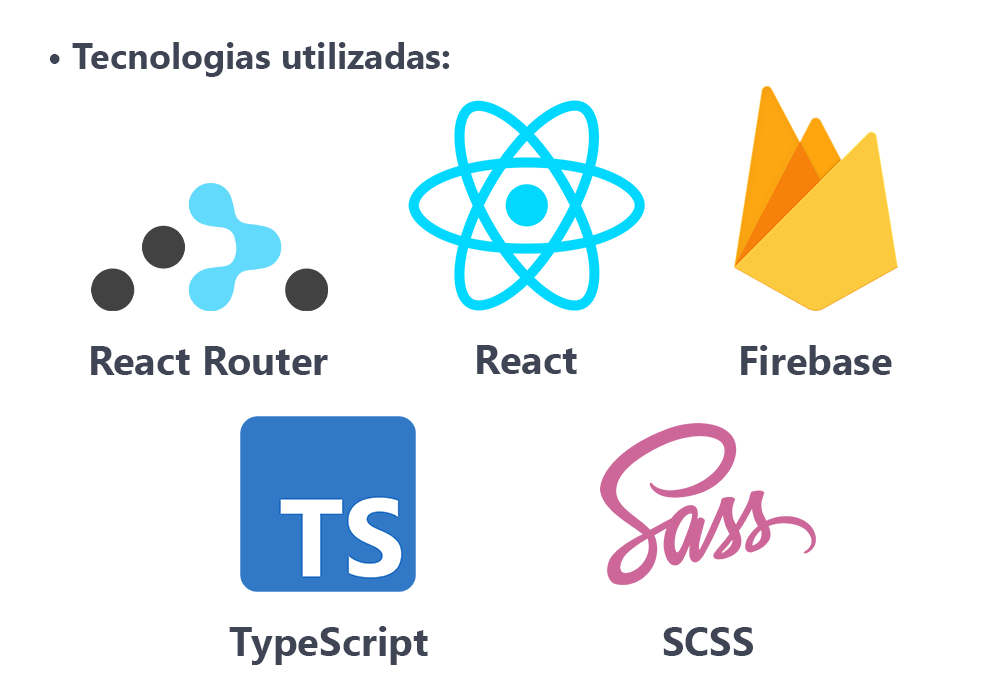 • Tecnologias utilizadas:
React Router
React
Firebase
TS
Sass
TypeScript
SCSS